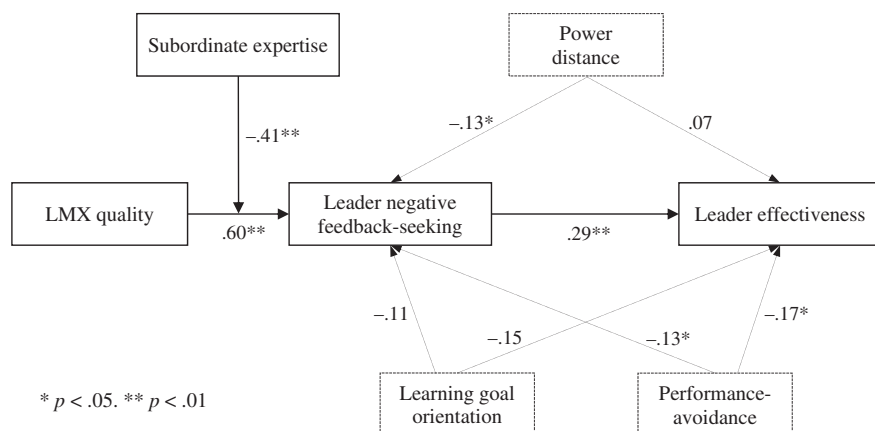 Subordinate expertise
Power
distance
–.41**
–.13*
.07
LMX quality
.60**
Leader negative
feedback-seeking
.29**
Leader effectiveness
–.11
–.15
–.13*
–.17*
* p < .05. ** p < .01
Learning goal
orientation
Performance-
avoidance